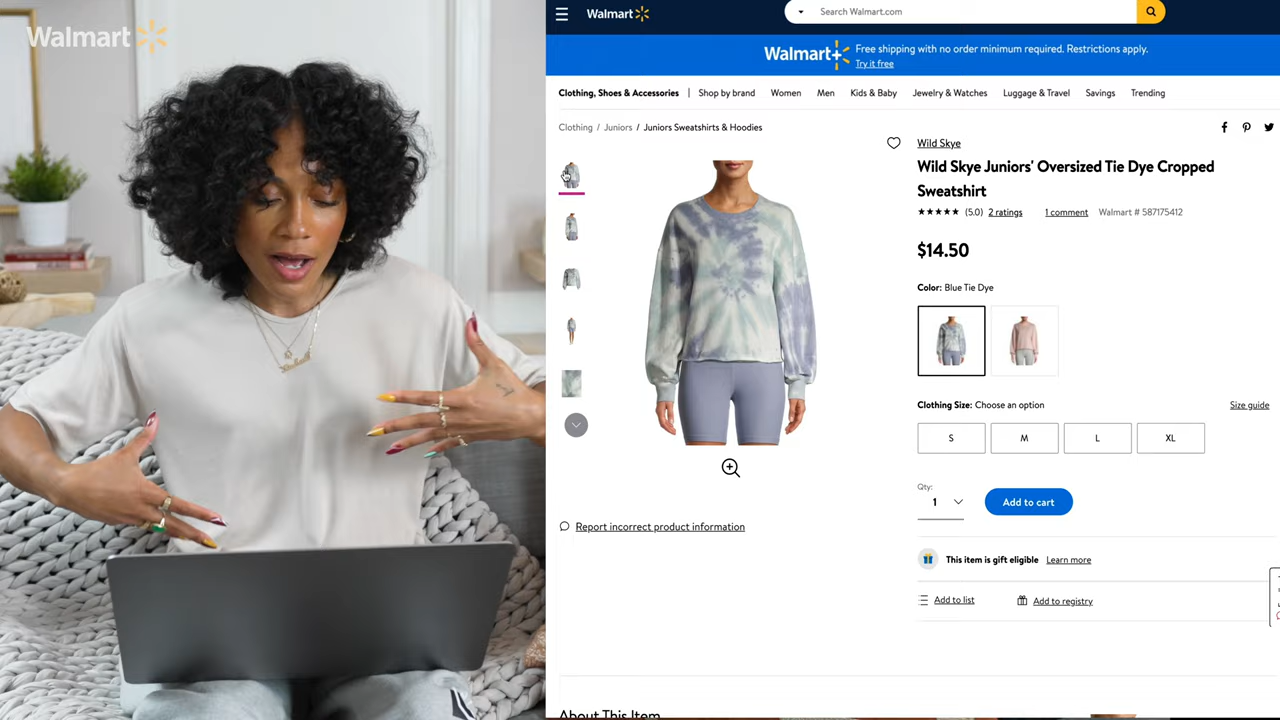 Walmart
Walmart
Search Walmart.com
Walmart+
Free shipping with no order minimum required. Restrictions apply.
Try it free
Clothing, Shoes & Accessories | Shop by brand Women Men Kids & Baby Jewelry & Watches Luggage & Travel Savings Trending
Clothing / Juniors / Juniors Sweatshirts & Hoodies
Wild Skye
Wild Skye Juniors' Oversized Tie Dye Cropped
Sweatshirt
(5.0) 2 ratings 1 comment Walmart # 587175412
$14.50
Color: Blue Tie Dye
Clothing Size: Choose an option Size guide
S M L XL
Qty:
1
Add to cart
Report incorrect product information
This item is gift eligible Learn more
Add to list Add to registry
About This Item